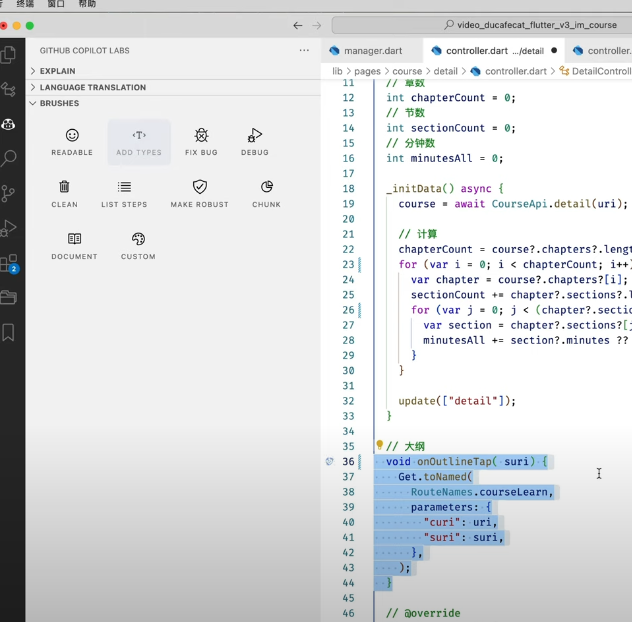 终端 窗口 帮助
video_ducafecat_flutter_v3_im_course
GITHUB COPILOT LABS
EXPLAIN
LANGUAGE TRANSLATION
BRUSHES
READABLE ADD TYPES FIX BUG DEBUG
CLEAN LIST STEPS MAKE ROBUST CHUNK
DOCUMENT CUSTOM
2
manager.dart controller.dart .../detail controller.
lib > pages > course > detail > controller.dart > DetailControll
11 // 章数
12 int chapterCount = 0;
13 // 节数
14 int sectionCount = 0;
15 // 分钟数
16 int minutesAll = 0;
17
18 _initData() async {
19 course = await CourseApi.detail(uri);
20
21 // 计算
22 chapterCount = course?.chapters?.lengt
23 for (var i = 0; i < chapterCount; i++)
24 var chapter = course?.chapters?[i];
25 sectionCount += chapter?.sections?.l
26 for (var j = 0; j < (chapter?.sectio
27 var section = chapter?.sections?[j
28 minutesAll += section?.minutes ??
29 }
30 }
31
32 update(["detail"]);
33 }
34
35 // 大纲
36 void onOutlineTap( suri) {
37 Get.toNamed(
38 RouteNames.courseLearn,
39 parameters: {
40 "curi": uri,
41 "suri": suri,
42 },
43 );
44 }
45
46 // @override